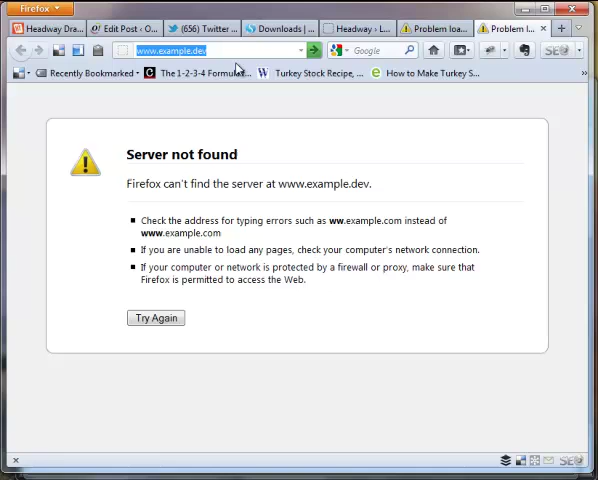 Firefox
Headway Dra...
Edit Post ‹ O...
(656) Twitter ...
Downloads | ...
Headway › L...
Problem loa...
Problem l...
www.example.dev
Google
SE
Recently Bookmarked
The 1-2-3-4 Formula ...
Turkey Stock Recipe, ...
How to Make Turkey S...
Server not found
Firefox can't find the server at www.example.dev.
Check the address for typing errors such as ww.example.com instead of
www.example.com
If you are unable to load any pages, check your computer's network connection.
If your computer or network is protected by a firewall or proxy, make sure that
Firefox is permitted to access the Web.
Try Again
SE